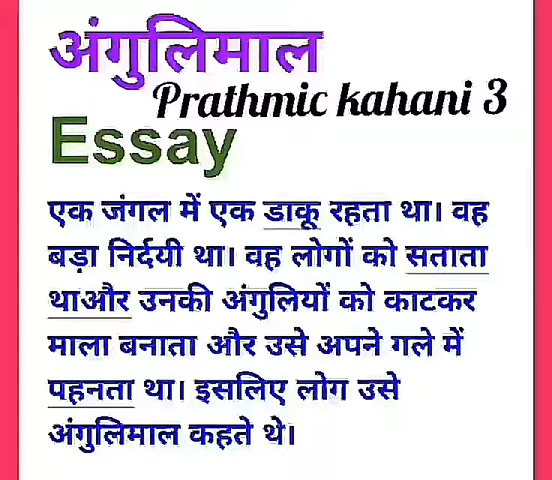 अंगुलिमाल
Prathmic kahani 3
Essay
एक जंगल में एक डाकू रहता था। वह
बड़ा निर्दयी था। वह लोगों को सताता
थाऔर उनकी अंगुलियों को काटकर
माला बनाता और उसे अपने गले में
पहनता था। इसलिए लोग उसे
अंगुलिमाल कहते थे।